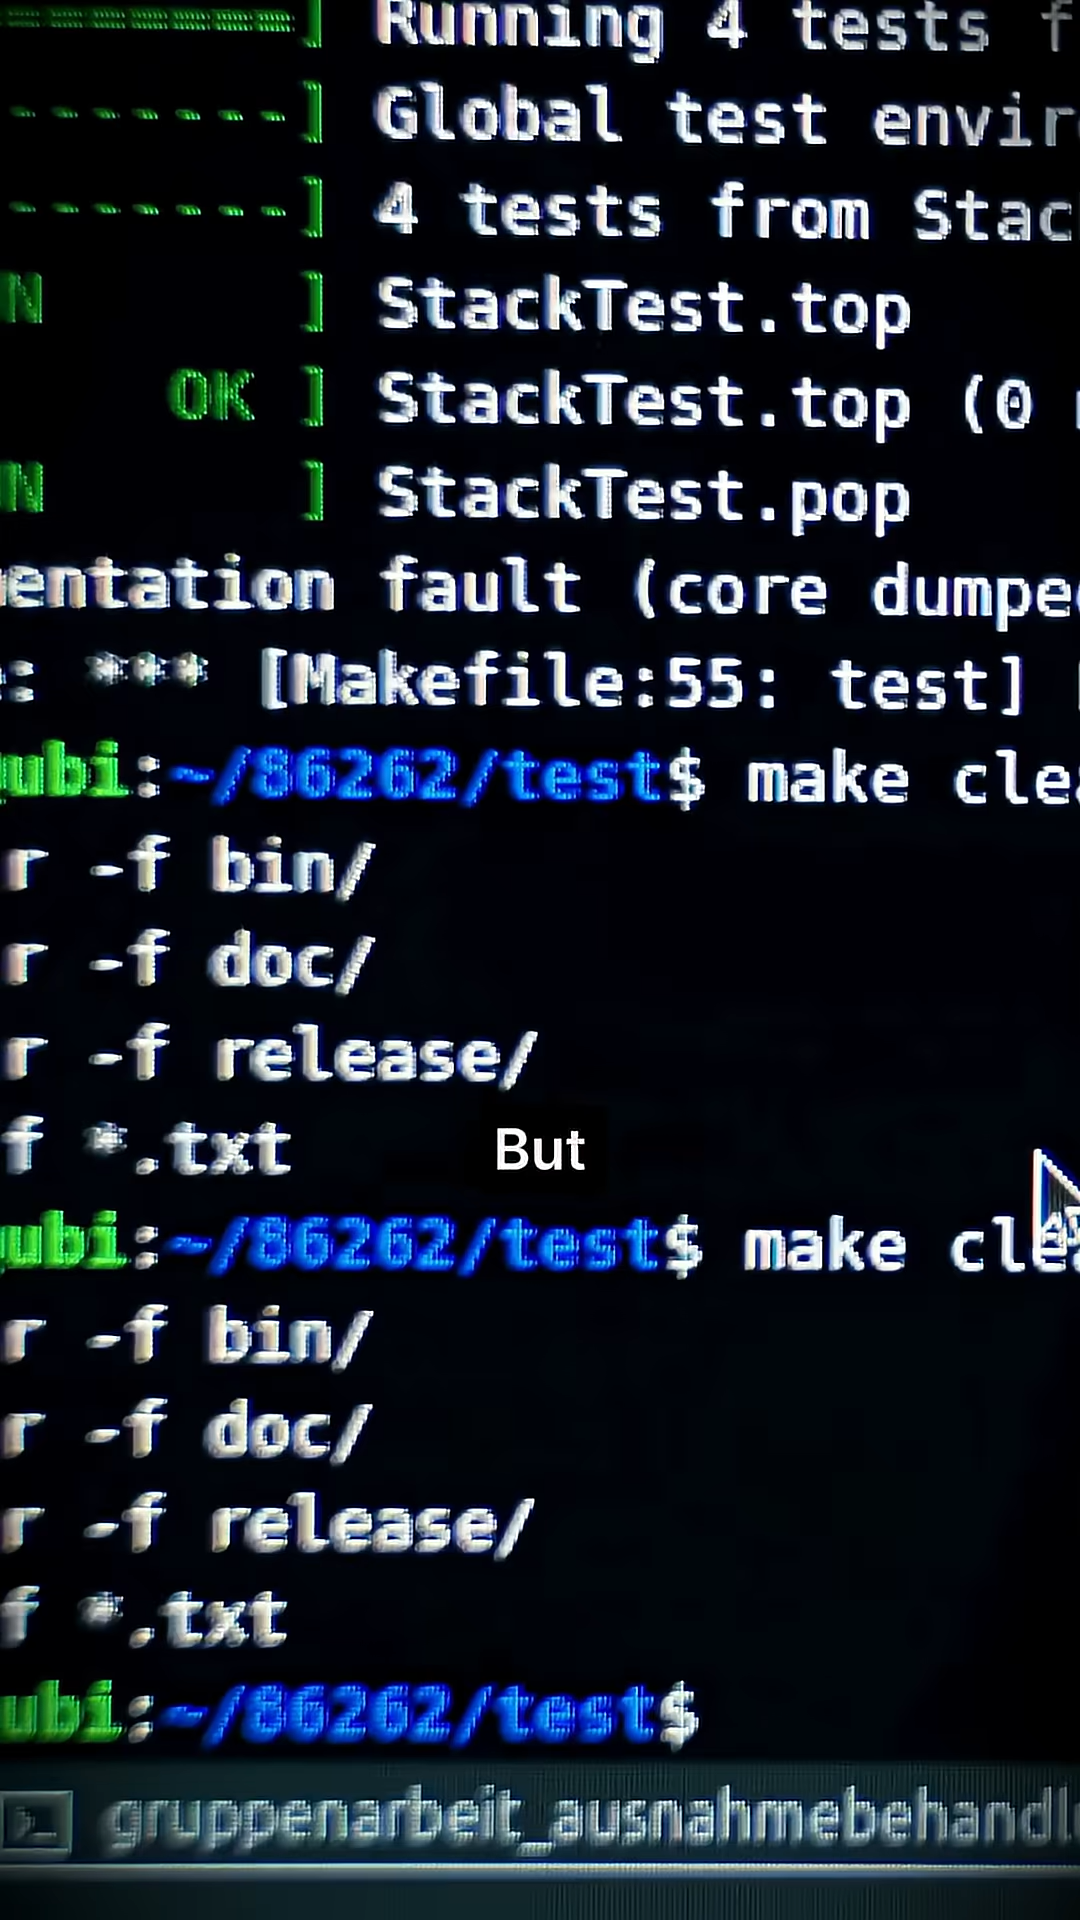 ] Running 4 tests f
-------] Global test envir
-------] 4 tests from Stac
N ] StackTest.top
OK ] StackTest.top (0
N ] StackTest.pop
entation fault (core dumpe
: *** [Makefile:55: test]
ubi:~/86262/test$ make clea
r -f bin/
r -f doc/
r -f release/
f *.txt
But
ubi:~/86262/test$ make cle
r -f bin/
r -f doc/
r -f release/
f *.txt
ubi:~/86262/test$
gruppenarbeit_ausnahmebehandl